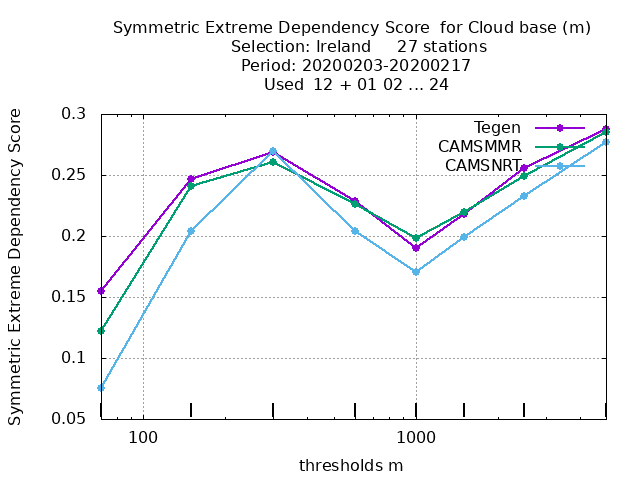 Symmetric Extreme Dependency Score  for Cloud base (m)
Selection: Ireland     27 stations
Period: 20200203-20200217
Used  12 + 01 02 ... 24
Symmetric Extreme Dependency Score
0.3
0.25
0.2
0.15
0.1
0.05
Tegen
CAMSMMR
CAMSNRT
100
1000
thresholds m